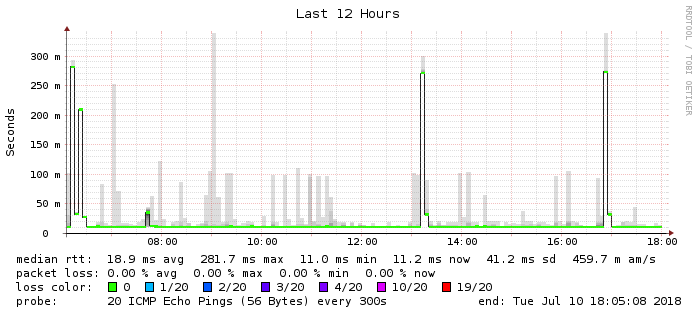 Last 12 Hours
RRDTOOL / TOBI OETIKER
Seconds
300 m
250 m
200 m
150 m
100 m
50 m
0
08:00 10:00 12:00 14:00 16:00 18:00
median rtt: 18.9 ms avg 281.7 ms max 11.0 ms min 11.2 ms now 41.2 ms sd 459.7 m am/s
packet loss: 0.00 % avg 0.00 % max 0.00 % min 0.00 % now
loss color: 0 1/20 2/20 3/20 4/20 10/20 19/20
probe: 20 ICMP Echo Pings (56 Bytes) every 300s end: Tue Jul 10 18:05:08 2018